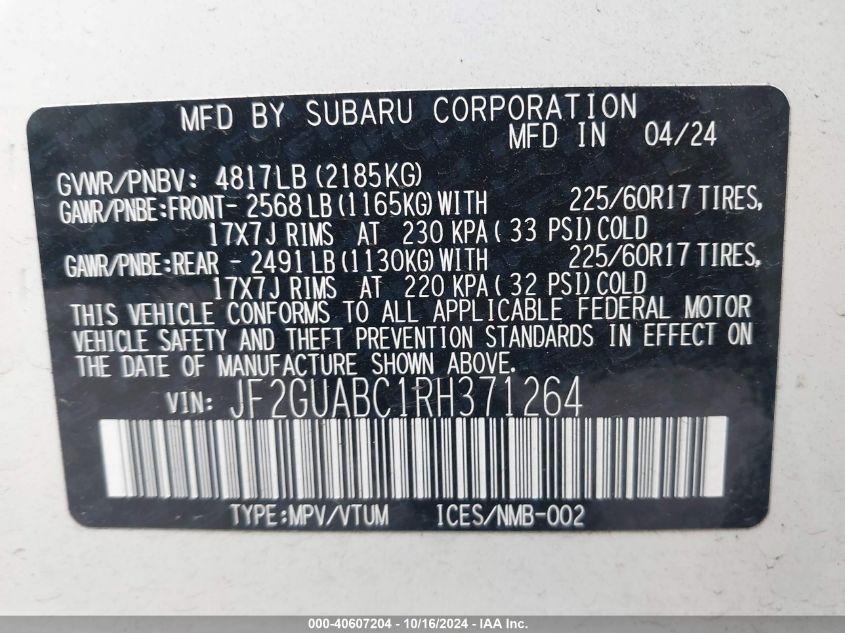 MFD BY SUBARU CORPORATION
MFD IN 04/24
GVWR/PNBV: 4817LB (2185KG)
GAWR/PNBE:FRONT- 2568 LB (1165KG) WITH 225/60R17 TIRES,
17X7J RIMS AT 230 KPA ( 33 PSI) COLD
GAWR/PNBE:REAR - 2491 LB (1130KG) WITH 225/60R17 TIRES,
17X7J RIMS AT 220 KPA ( 32 PSI) COLD
THIS VEHICLE CONFORMS TO ALL APPLICABLE FEDERAL MOTOR
VEHICLE SAFETY AND THEFT PREVENTION STANDARDS IN EFFECT ON
THE DATE OF MANUFACTURE SHOWN ABOVE.
VIN: JF2GUABC1RH371264
TYPE:MPV/VTUM ICES/NMB-002
000-40607204 - 10/16/2024 - IAA Inc.